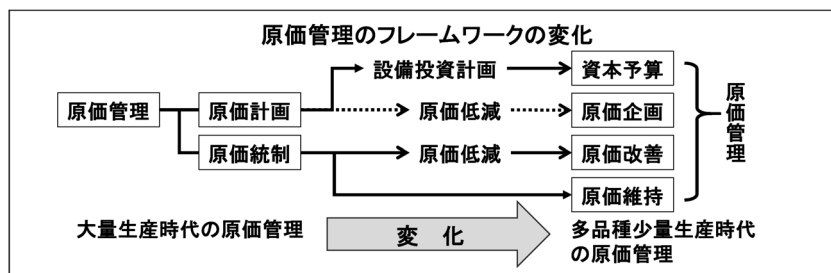 原価管理のフレームワークの変化
設備投資計画
資本予算
原価管理
原価計画
原価低減
原価企画
原価管理
原価統制
原価低減
原価改善
原価維持
大量生産時代の原価管理
変 化
多品種少量生産時代
の原価管理